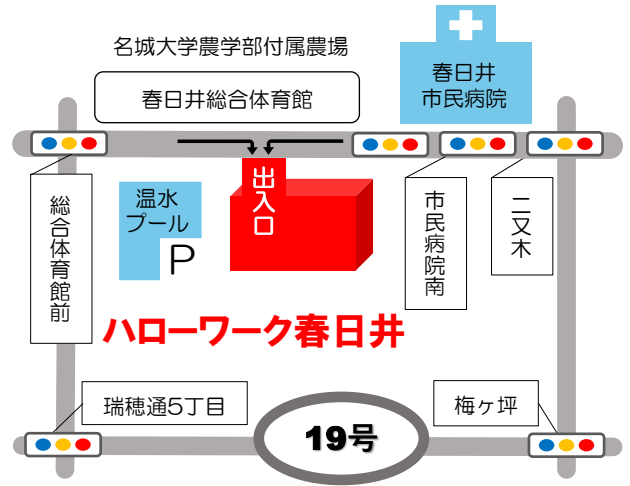 名城大学農学部付属農場
春日井総合体育館
春日井
市民病院
出入口
温水
プール
P
総合体育館前
市民病院南
二又木
ハローワーク春日井
瑞穂通5丁目
梅ヶ坪
19号